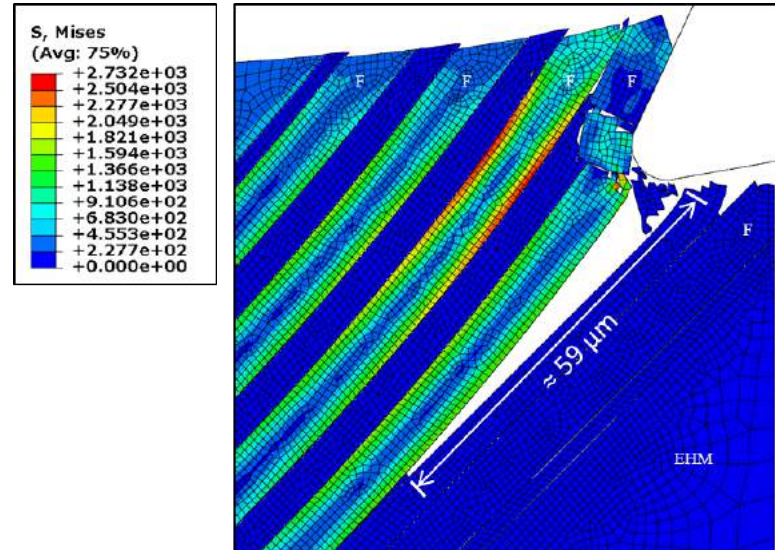 S, Mises
(Avg: 75%)
+2.732e+03
+2.504e+03
+2.277e+03
+2.049e+03
+1.821e+03
+1.594e+03
+1.366e+03
+1.138e+03
+9.106e+02
+6.830e+02
+4.553e+02
+2.277e+02
+0.000e+00
F
F
F
F
F
≈ 59 μm
EHM